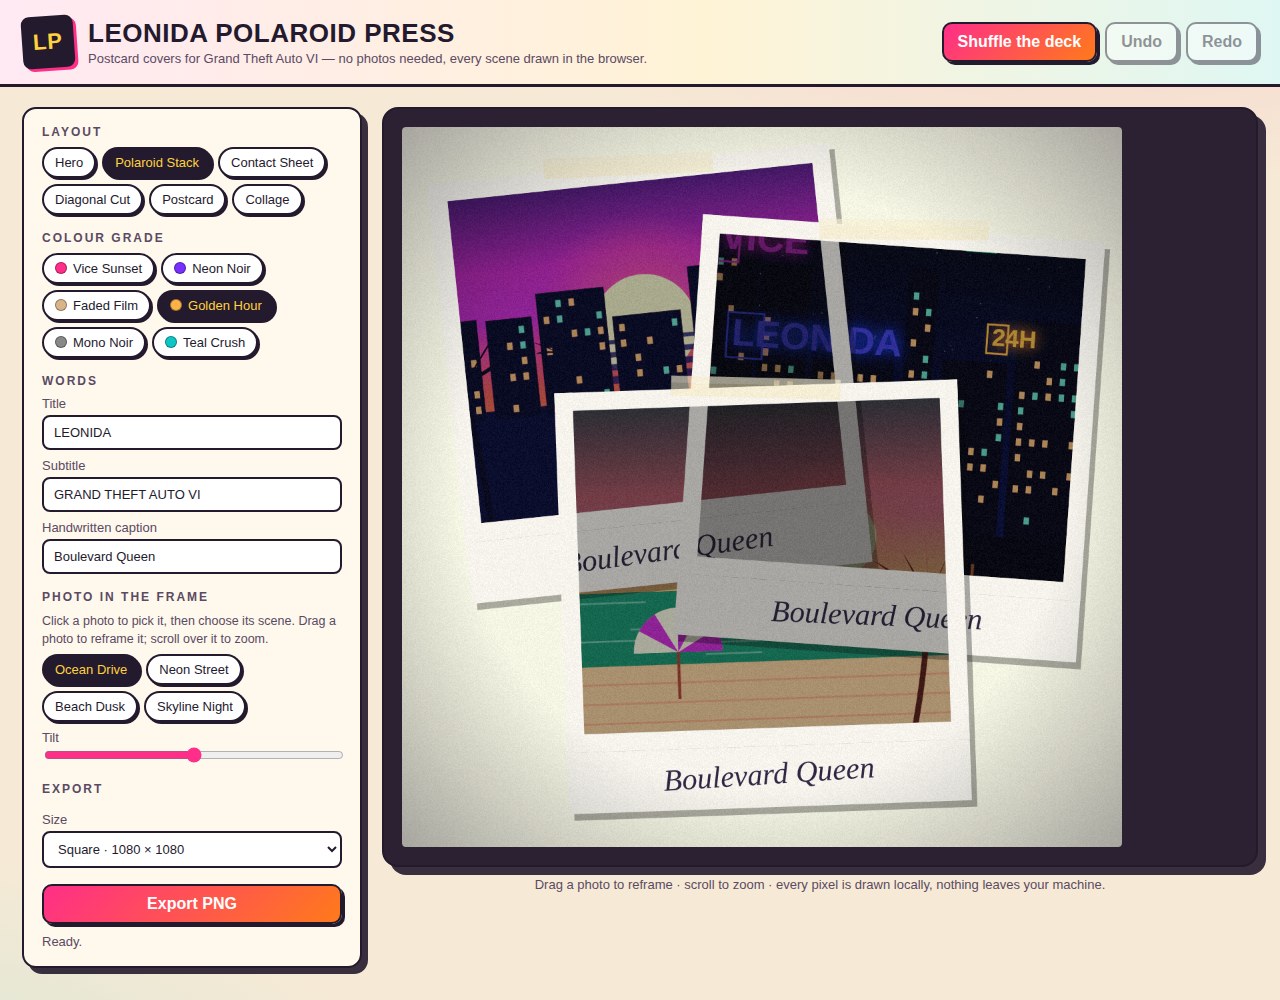 LP
LEONIDA POLAROID PRESS
Postcard covers for Grand Theft Auto VI — no photos needed, every scene drawn in the browser.
Shuffle the deck
Undo
Redo
LAYOUT
Hero
Polaroid Stack
Contact Sheet
Diagonal Cut
Postcard
Collage
COLOUR GRADE
Vice Sunset
Neon Noir
Faded Film
Golden Hour
Mono Noir
Teal Crush
WORDS
Title
LEONIDA
Subtitle
GRAND THEFT AUTO VI
Handwritten caption
Boulevard Queen
PHOTO IN THE FRAME
Click a photo to pick it, then choose its scene. Drag a
photo to reframe it; scroll over it to zoom.
Ocean Drive
Neon Street
Beach Dusk
Skyline Night
Tilt
EXPORT
Size
Square · 1080 × 1080
Export PNG
Ready.
VICE
LEONIDA
24H
Boulevard Queen
Boulevard Queen
Boulevard Queen
Drag a photo to reframe · scroll to zoom · every pixel is drawn locally, nothing leaves your machine.